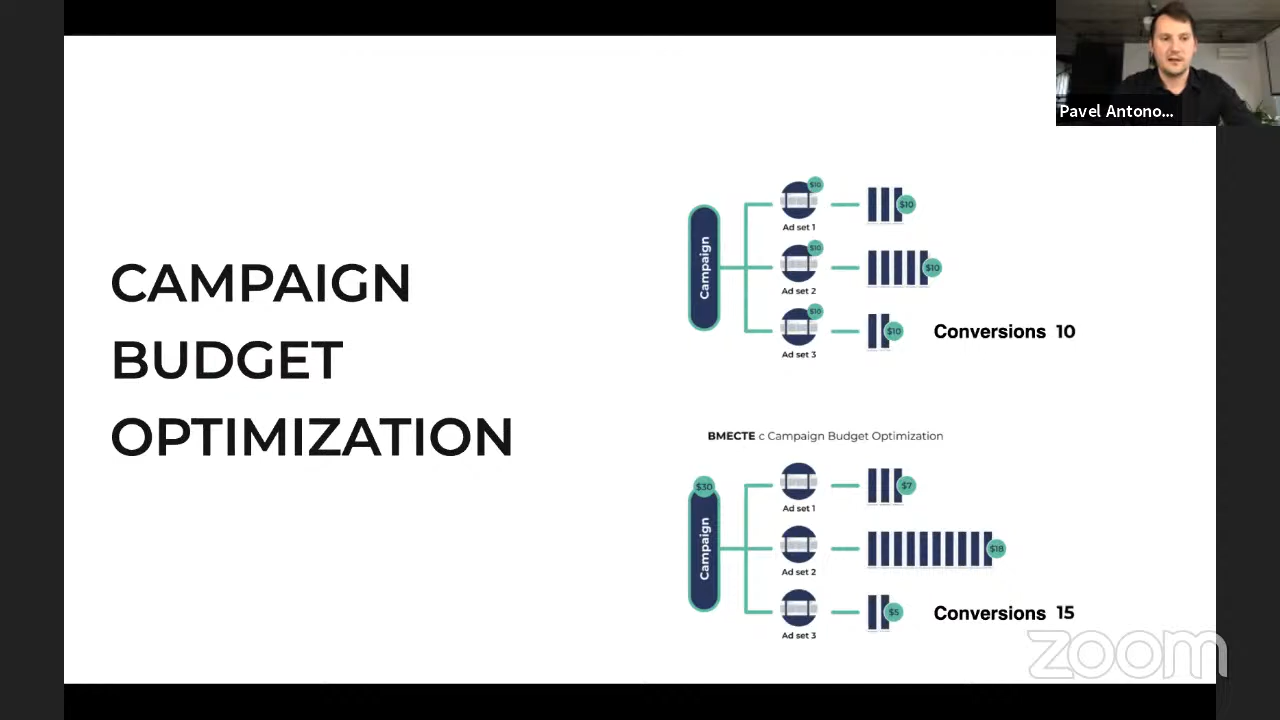 Pavel Antono...
CAMPAIGN
BUDGET
OPTIMIZATION
Campaign
$10
Ad set 1
$10
$10
Ad set 2
$10
$10
Ad set 3
$10
Conversions 10
ВМЕСТЕ с Campaign Budget Optimization
$30
Campaign
Ad set 1
$7
Ad set 2
$18
Ad set 3
$5
Conversions 15
zoom